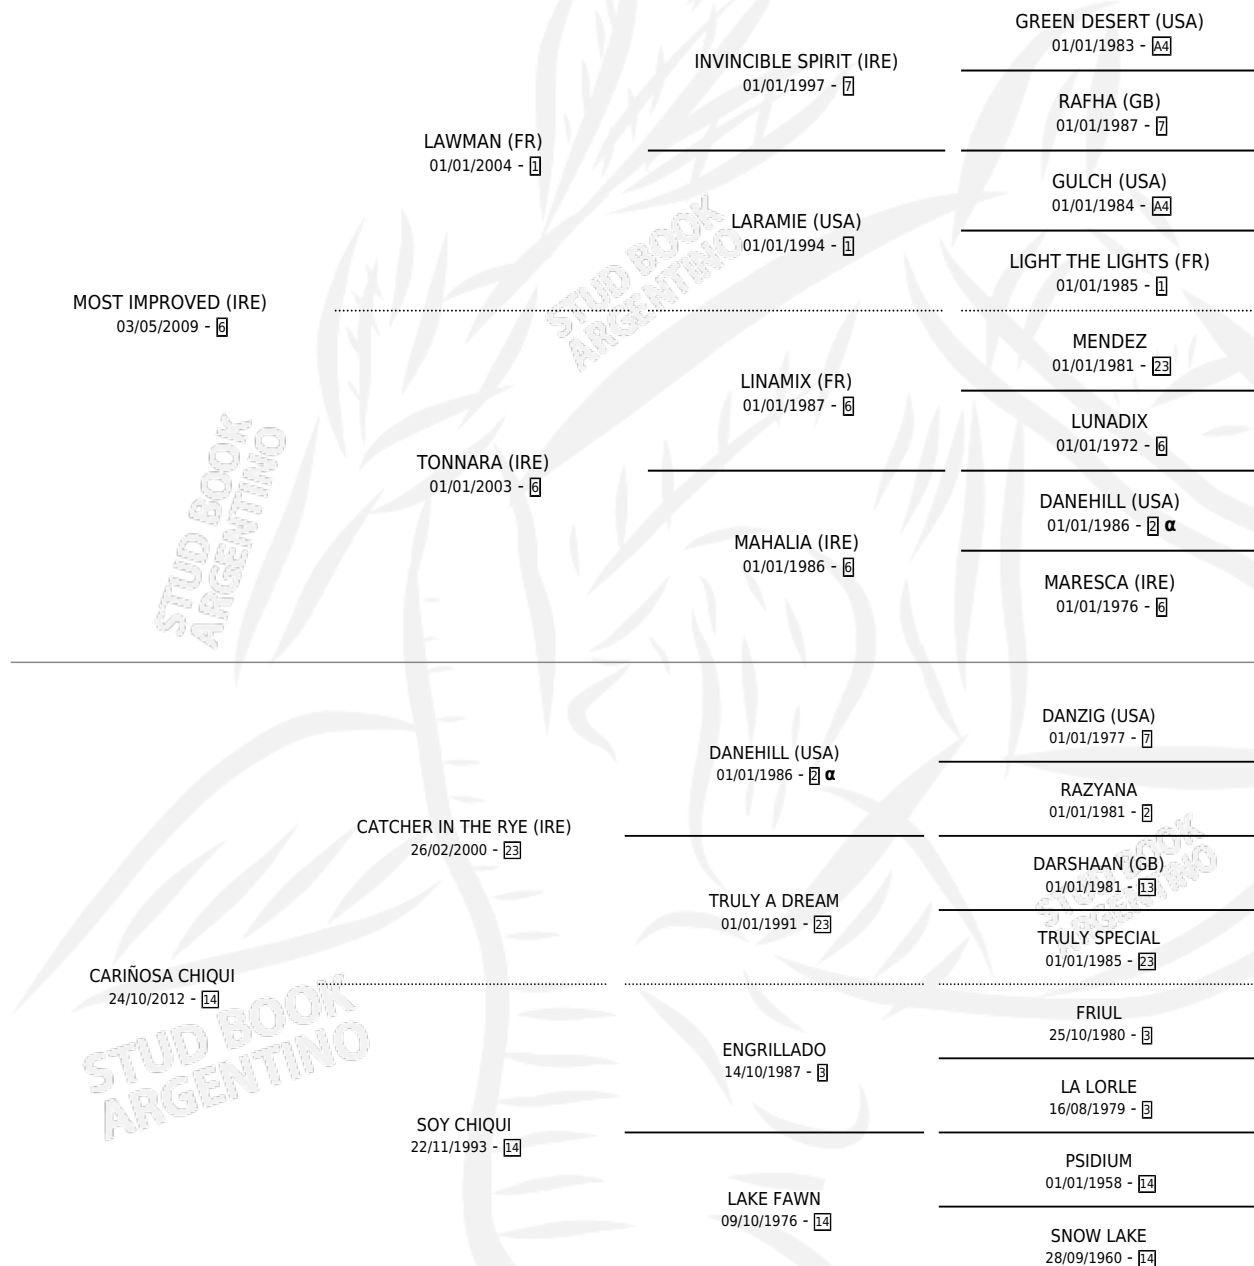 GREEN DESERT (USA)
01/01/1983 - A4
INVINCIBLE SPIRIT (IRE)
01/01/1997 - 7
RAFHA (GB)
01/01/1987 - 7
LAWMAN (FR)
01/01/2004 - 1
GULCH (USA)
01/01/1984 - A4
LARAMIE (USA)
01/01/1994 - 1
LIGHT THE LIGHTS (FR)
01/01/1985 - 1
MOST IMPROVED (IRE)
03/05/2009 - 6
MENDEZ
01/01/1981 - 23
LINAMIX (FR)
01/01/1987 - 6
LUNADIX
01/01/1972 - 6
TONNARA (IRE)
01/01/2003 - 6
DANEHILL (USA)
01/01/1986 - 2 α
MAHALIA (IRE)
01/01/1986 - 6
MARESCA (IRE)
01/01/1976 - 6
DANZIG (USA)
01/01/1977 - 7
DANEHILL (USA)
01/01/1986 - 2 α
RAZYANA
01/01/1981 - 2
CATCHER IN THE RYE (IRE)
26/02/2000 - 23
DARSHAAN (GB)
01/01/1981 - 13
TRULY A DREAM
01/01/1991 - 23
TRULY SPECIAL
01/01/1985 - 23
CARIÑOSA CHIQUI
24/10/2012 - 14
FRIUL
25/10/1980 - 3
ENGRILLADO
14/10/1987 - 3
LA LORLE
16/08/1979 - 3
SOY CHIQUI
22/11/1993 - 14
PSIDIUM
01/01/1958 - 14
LAKE FAWN
09/10/1976 - 14
SNOW LAKE
28/09/1960 - 14
STUD BOOK
ARGENTINO
STUD BOOK
ARGENTINO
STUD BOOK
ARGENTINO
STUD BOOK
ARGENTINO